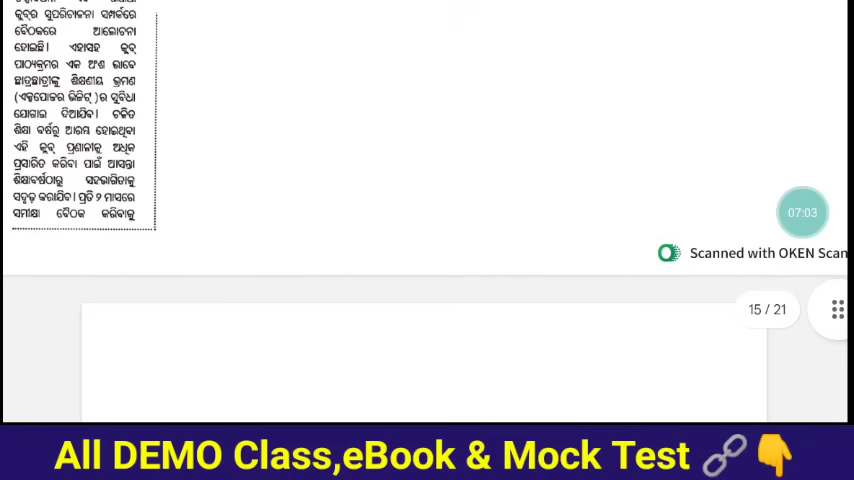 କ୍ଲବ୍‌ର ସୁପରିଚାଳନା ସମ୍ପର୍କରେ
ବୈଠକରେ ଆଲୋଚନା
ହୋଇଛି। ଏହାସହ କ୍ଲବ୍
ପାଠ୍ୟକ୍ରମର ଏକ ଅଂଶ ଭାବେ
ଛାତ୍ରଛାତ୍ରୀଙ୍କୁ ଶିକ୍ଷଣୀୟ ଭ୍ରମଣ
(ଏକ୍ସପୋଜର ଭିଜିଟ୍)ର ସୁବିଧା
ଯୋଗାଇ ଦିଆଯିବ। ଚଳିତ
ଶିକ୍ଷା ବର୍ଷରୁ ଆରମ୍ଭ ହୋଇଥିବା
ଏହି କ୍ଲବ୍ ପ୍ରଣାଳୀକୁ ଅଧିକ
ପ୍ରସାରିତ କରିବା ପାଇଁ ଆସନ୍ତା
ଶିକ୍ଷାବର୍ଷଠାରୁ ସହଭାଗିତାକୁ
ସଦୃଢ଼ କରାଯିବ। ପ୍ରତି ୨ ମାସରେ
ସମୀକ୍ଷା ବୈଠକ କରିବାକୁ
07:03
Scanned with OKEN Scan
15 / 21
All DEMO Class,eBook & Mock Test 🔗👇